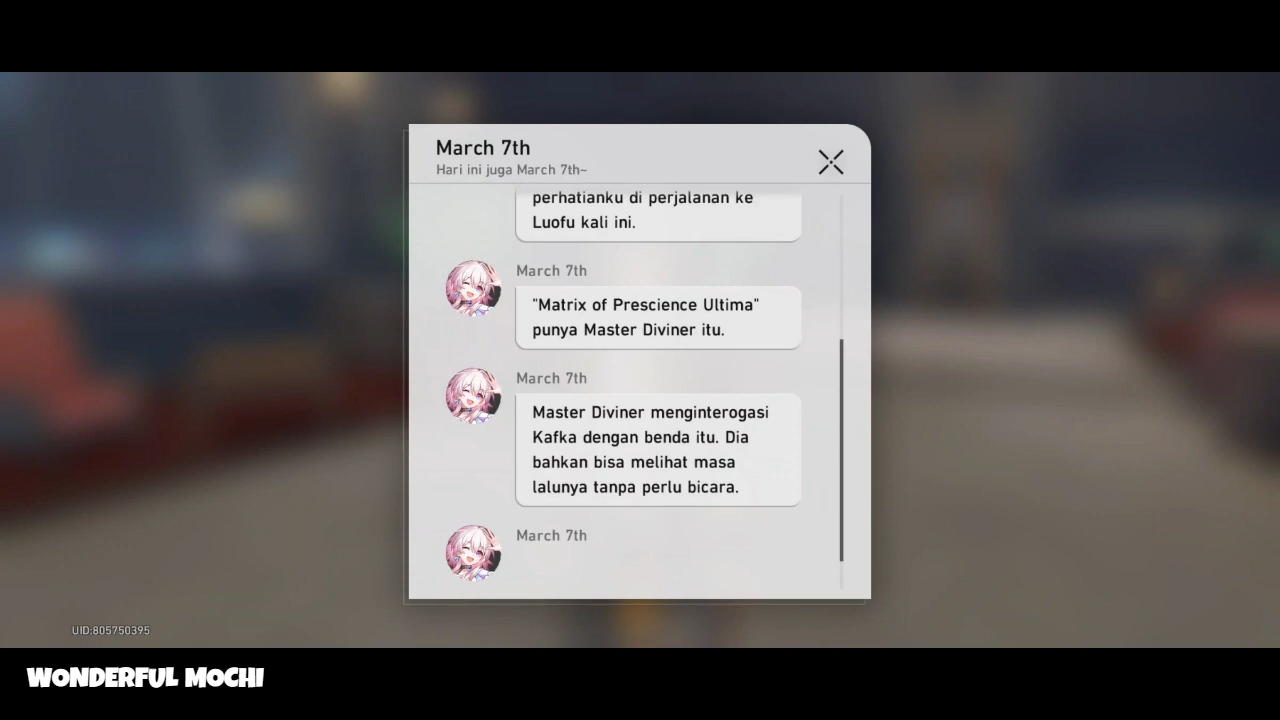 March 7th
Hari ini juga March 7th~
perhatianku di perjalanan ke
Luofu kali ini.
March 7th
"Matrix of Prescience Ultima"
punya Master Diviner itu.
March 7th
Master Diviner menginterogasi
Kafka dengan benda itu. Dia
bahkan bisa melihat masa
lalunya tanpa perlu bicara.
March 7th
UID:805750395
WONDERFUL MOCHI